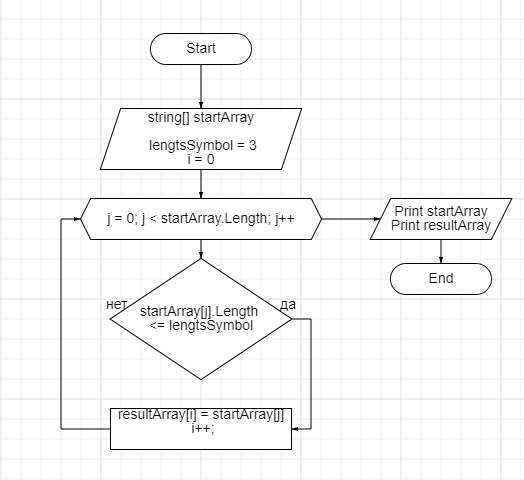 Start
string[] startArray
lengtsSymbol = 3
i = 0
j = 0; j < startArray.Length; j++
Print startArray
Print resultArray
End
нет
да
startArray[j].Length
<= lengtsSymbol
resultArray[i] = startArray[j]
i++;